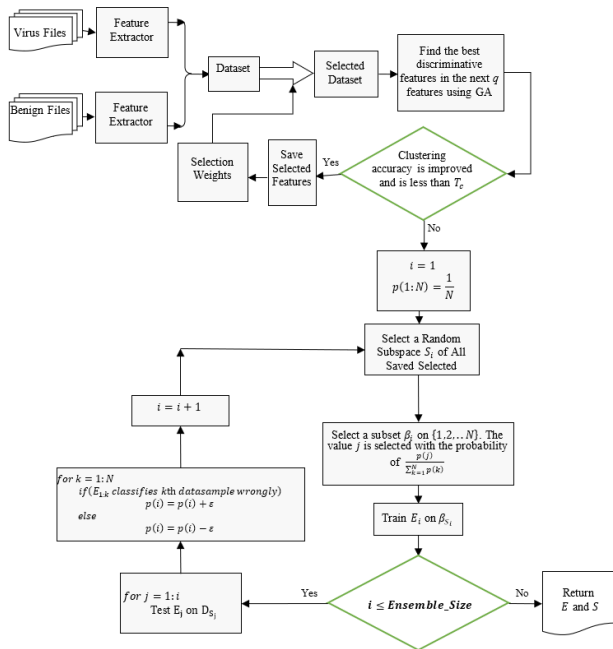 Virus Files
Feature
Extractor
Benign Files
Feature
Extractor
Dataset
Selected
Dataset
Find the best
discriminative
features in the next q
features using GA
Selection
Weights
Save
Selected
Features
Yes
Clustering
accuracy is improved
and is less than T_e
No
i = 1
p(1:N) = 1/N
Select a Random
Subspace S_i of All
Saved Selected
i = i + 1
Select a subset β_i on {1,2,..N}. The
value j is selected with the probability
of p(j)/Σ_{k=1}^{N} p(k)
for k = 1:N
if(E_{1:k} classifies kth datasample wrongly)
p(i) = p(i) + ε
else
p(i) = p(i) − ε
Train E_i on β_{S_i}
for j = 1:i
Test E_j on D_{S_j}
Yes
i ≤ Ensemble_Size
No
Return
E and S